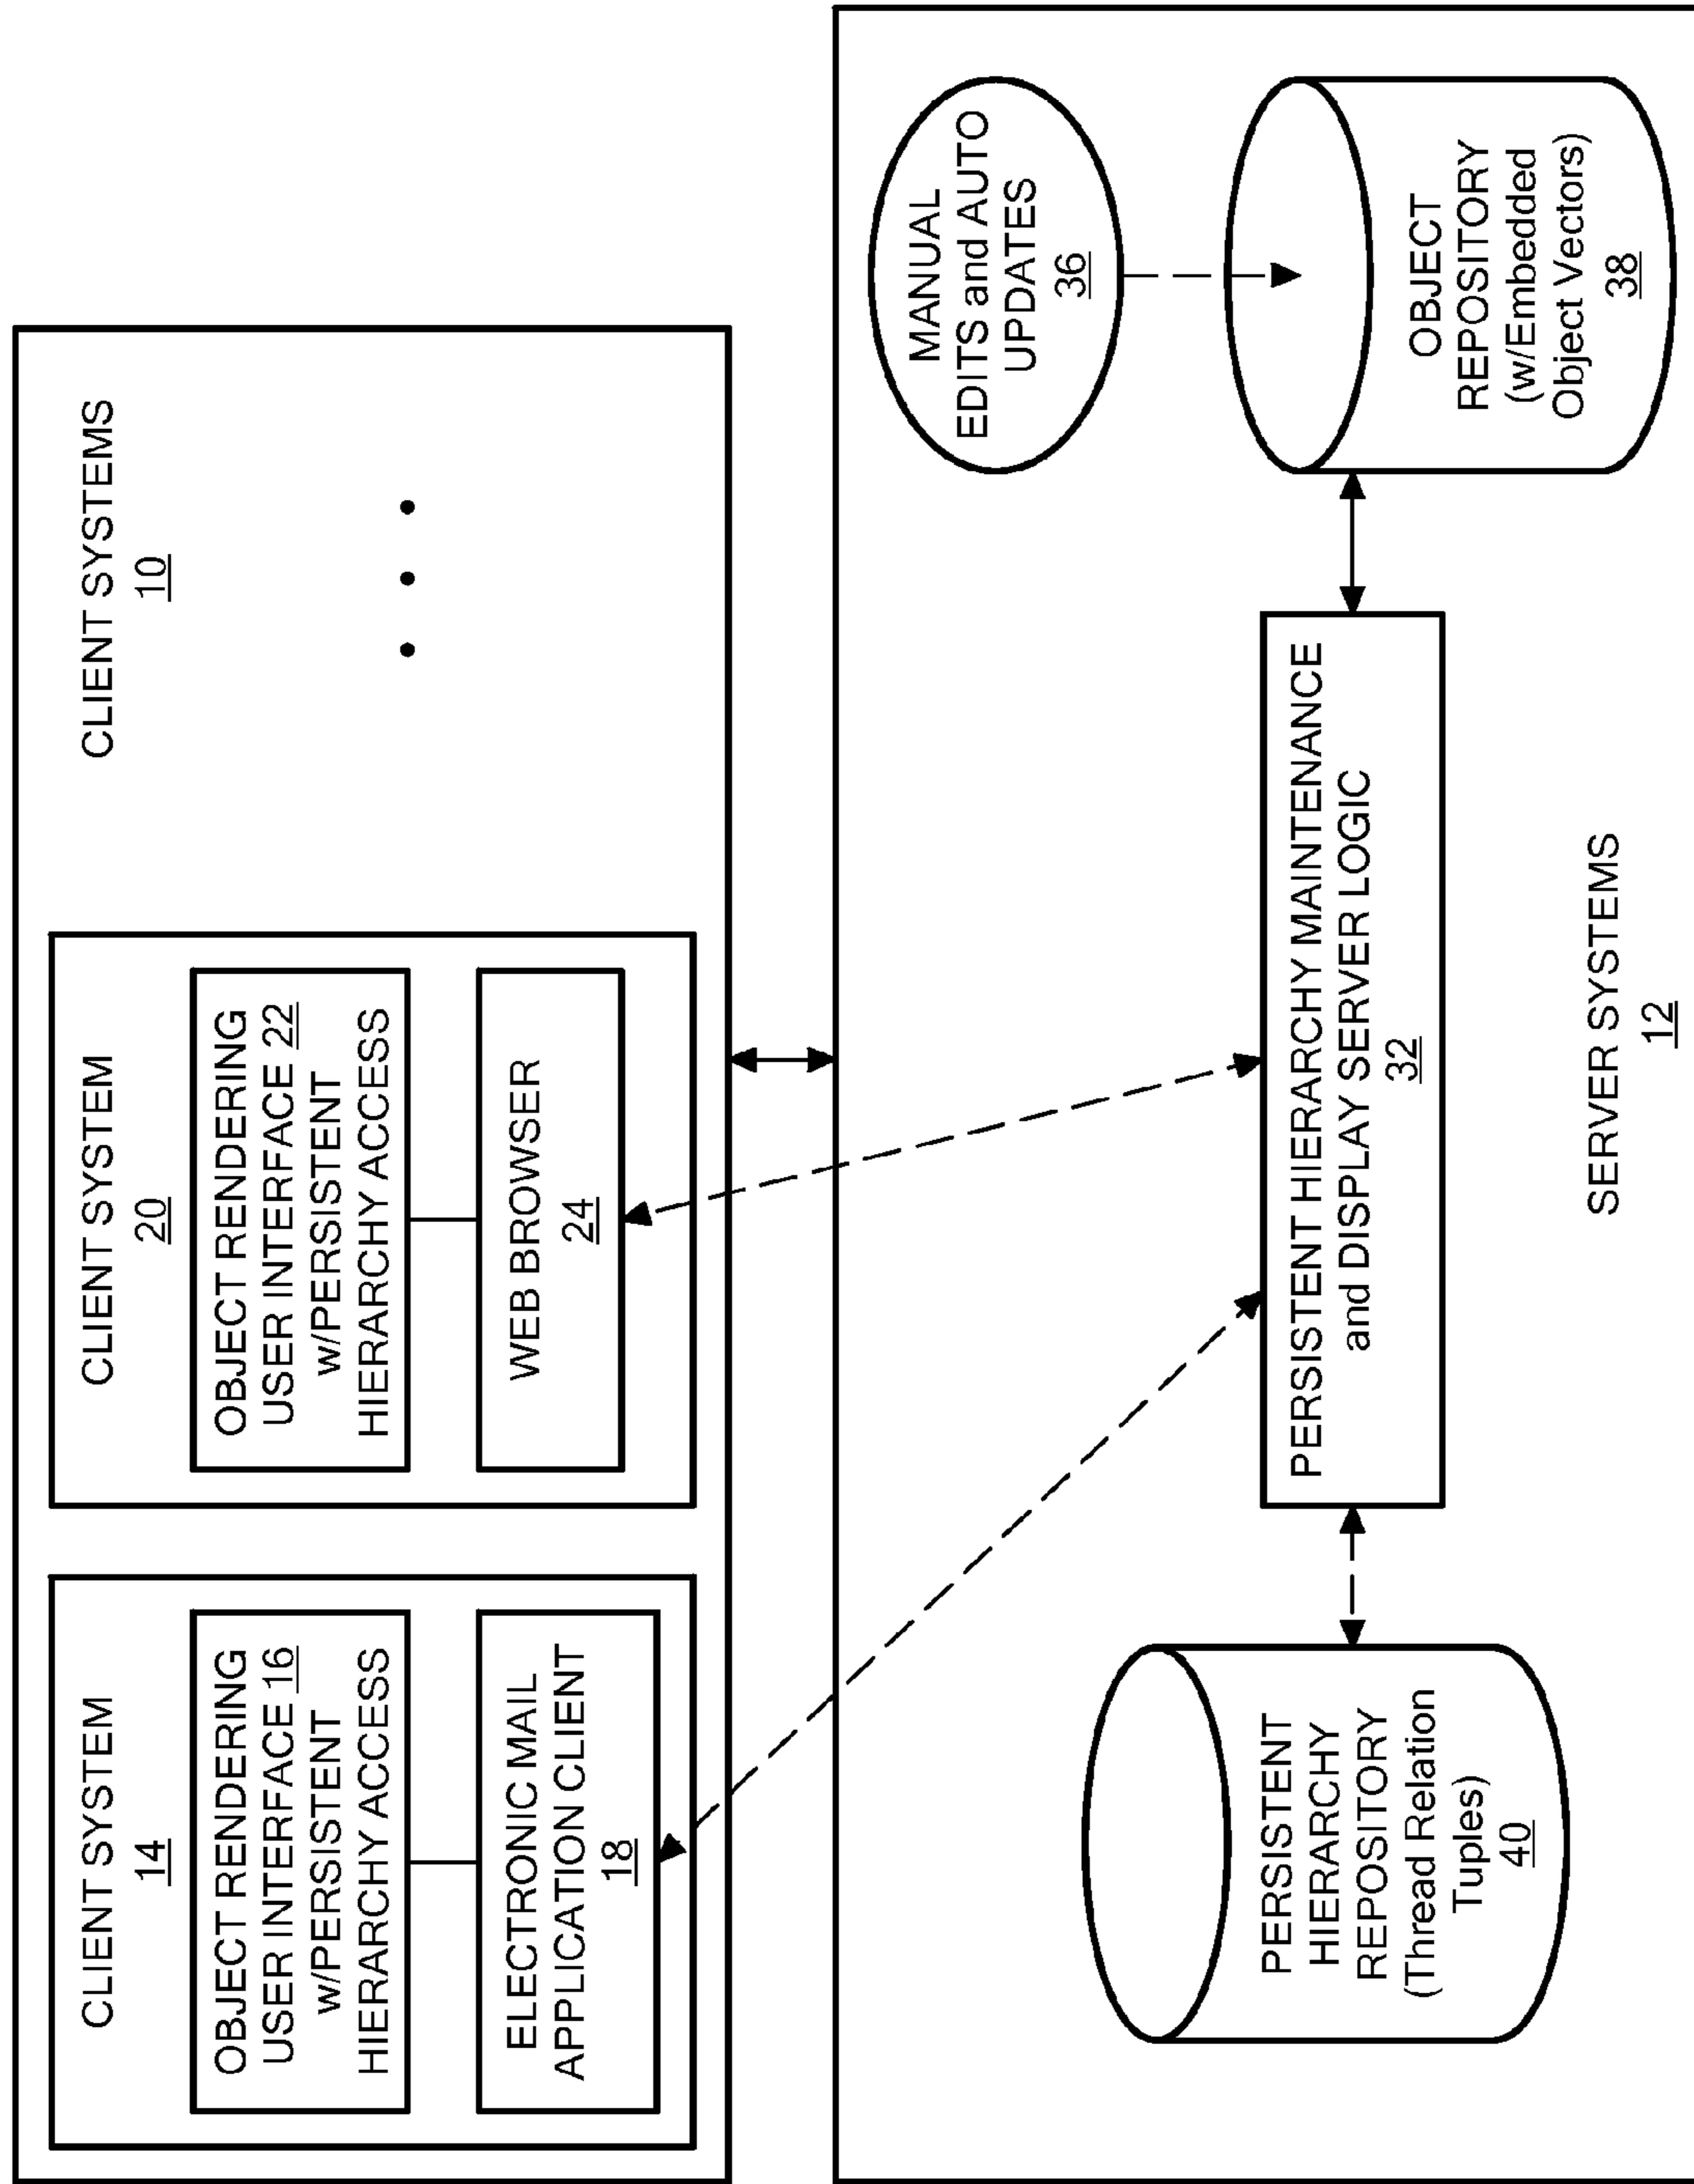 CLIENT SYSTEMS
10
CLIENT SYSTEM
14
OBJECT RENDERING
USER INTERFACE 16
w/PERSISTENT
HIERARCHY ACCESS
ELECTRONIC MAIL
APPLICATION CLIENT
18
CLIENT SYSTEM
20
OBJECT RENDERING
USER INTERFACE 22
w/PERSISTENT
HIERARCHY ACCESS
WEB BROWSER
24
PERSISTENT
HIERARCHY
REPOSITORY
(Thread Relation
Tuples)
40
PERSISTENT HIERARCHY MAINTENANCE
and DISPLAY SERVER LOGIC
32
MANUAL
EDITS and AUTO
UPDATES
36
OBJECT
REPOSITORY
(w/Embedded
Object Vectors)
38
SERVER SYSTEMS
12